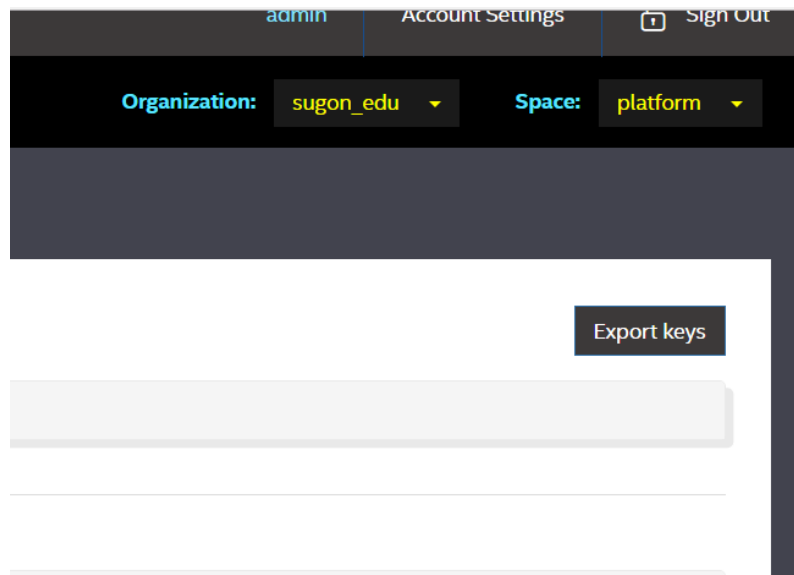 admin Account Settings Sign Out
Organization: sugon_edu Space: platform
Export keys